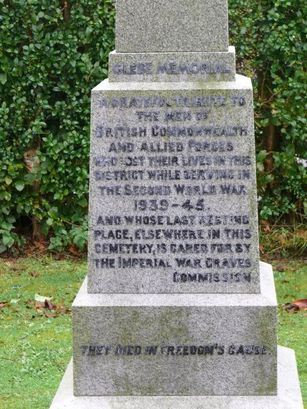 GLEBE MEMORIAL
A GRATEFUL TRIBUTE TO
THE MEN OF
BRITISH COMMONWEALTH
AND ALLIED FORCES
WHO LOST THEIR LIVES IN THIS
DISTRICT WHILE SERVING IN
THE SECOND WORLD WAR
1939-45.
AND WHOSE LAST RESTING
PLACE, ELSEWHERE IN THIS
CEMETERY, IS CARED FOR BY
THE IMPERIAL WAR GRAVES
COMMISSION
THEY DIED IN FREEDOM'S CAUSE.